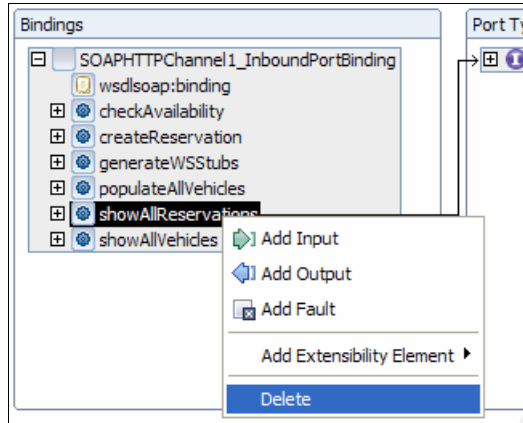 Bindings
Port Ty
SOAPHTTPChannel1_InboundPortBinding
wsdlsoap:binding
checkAvailability
createReservation
generateWSStubs
populateAllVehicles
showAllReservations
showAllVehicles
Add Input
Add Output
Add Fault
Add Extensibility Element
Delete